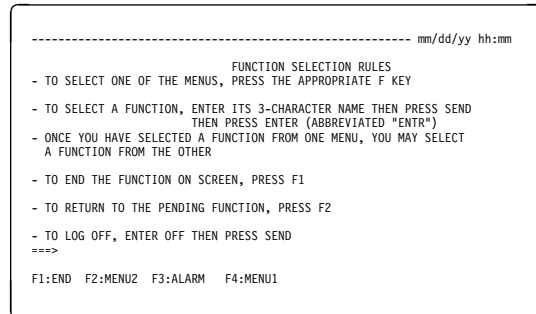 --------------------------------------------------------- mm/dd/yy hh:mm
FUNCTION SELECTION RULES
- TO SELECT ONE OF THE MENUS, PRESS THE APPROPRIATE F KEY
- TO SELECT A FUNCTION, ENTER ITS 3-CHARACTER NAME THEN PRESS SEND
THEN PRESS ENTER (ABBREVIATED "ENTR")
- ONCE YOU HAVE SELECTED A FUNCTION FROM ONE MENU, YOU MAY SELECT
A FUNCTION FROM THE OTHER
- TO END THE FUNCTION ON SCREEN, PRESS F1
- TO RETURN TO THE PENDING FUNCTION, PRESS F2
- TO LOG OFF, ENTER OFF THEN PRESS SEND
===>
F1:END F2:MENU2 F3:ALARM F4:MENU1